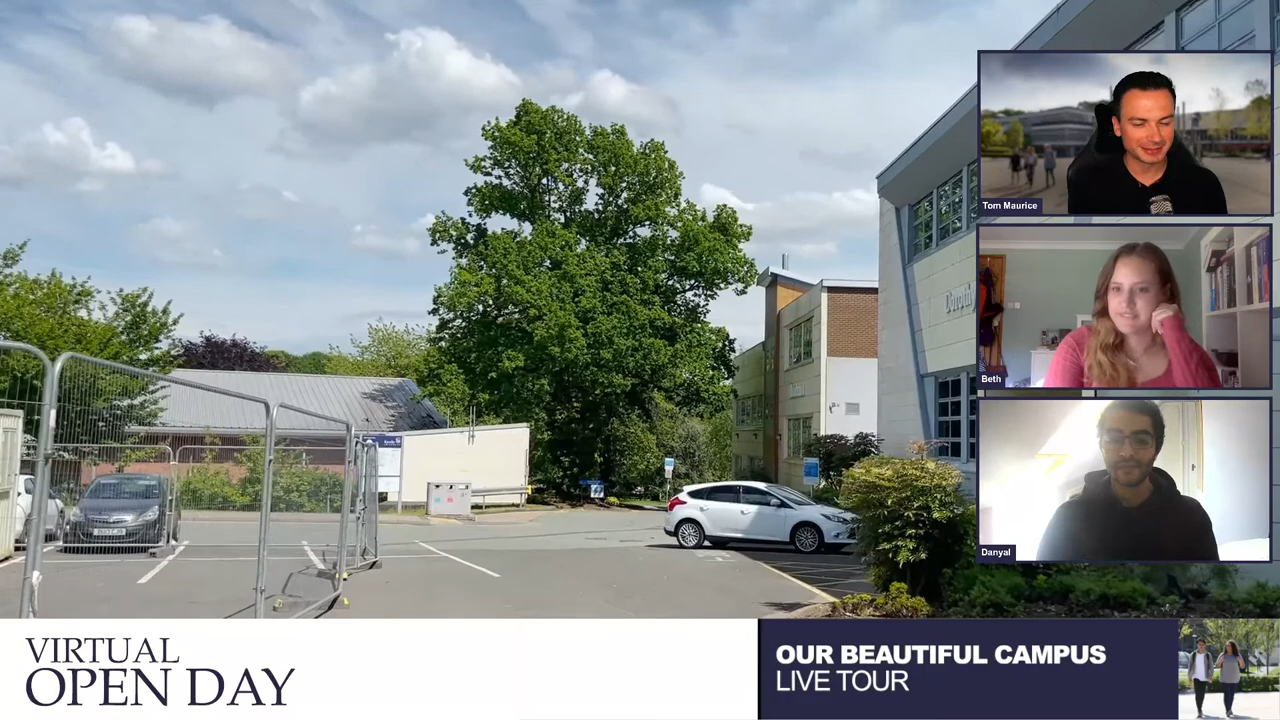 Tom Maurice
Beth
Danyal
VIRTUAL
OPEN DAY
OUR BEAUTIFUL CAMPUS
LIVE TOUR